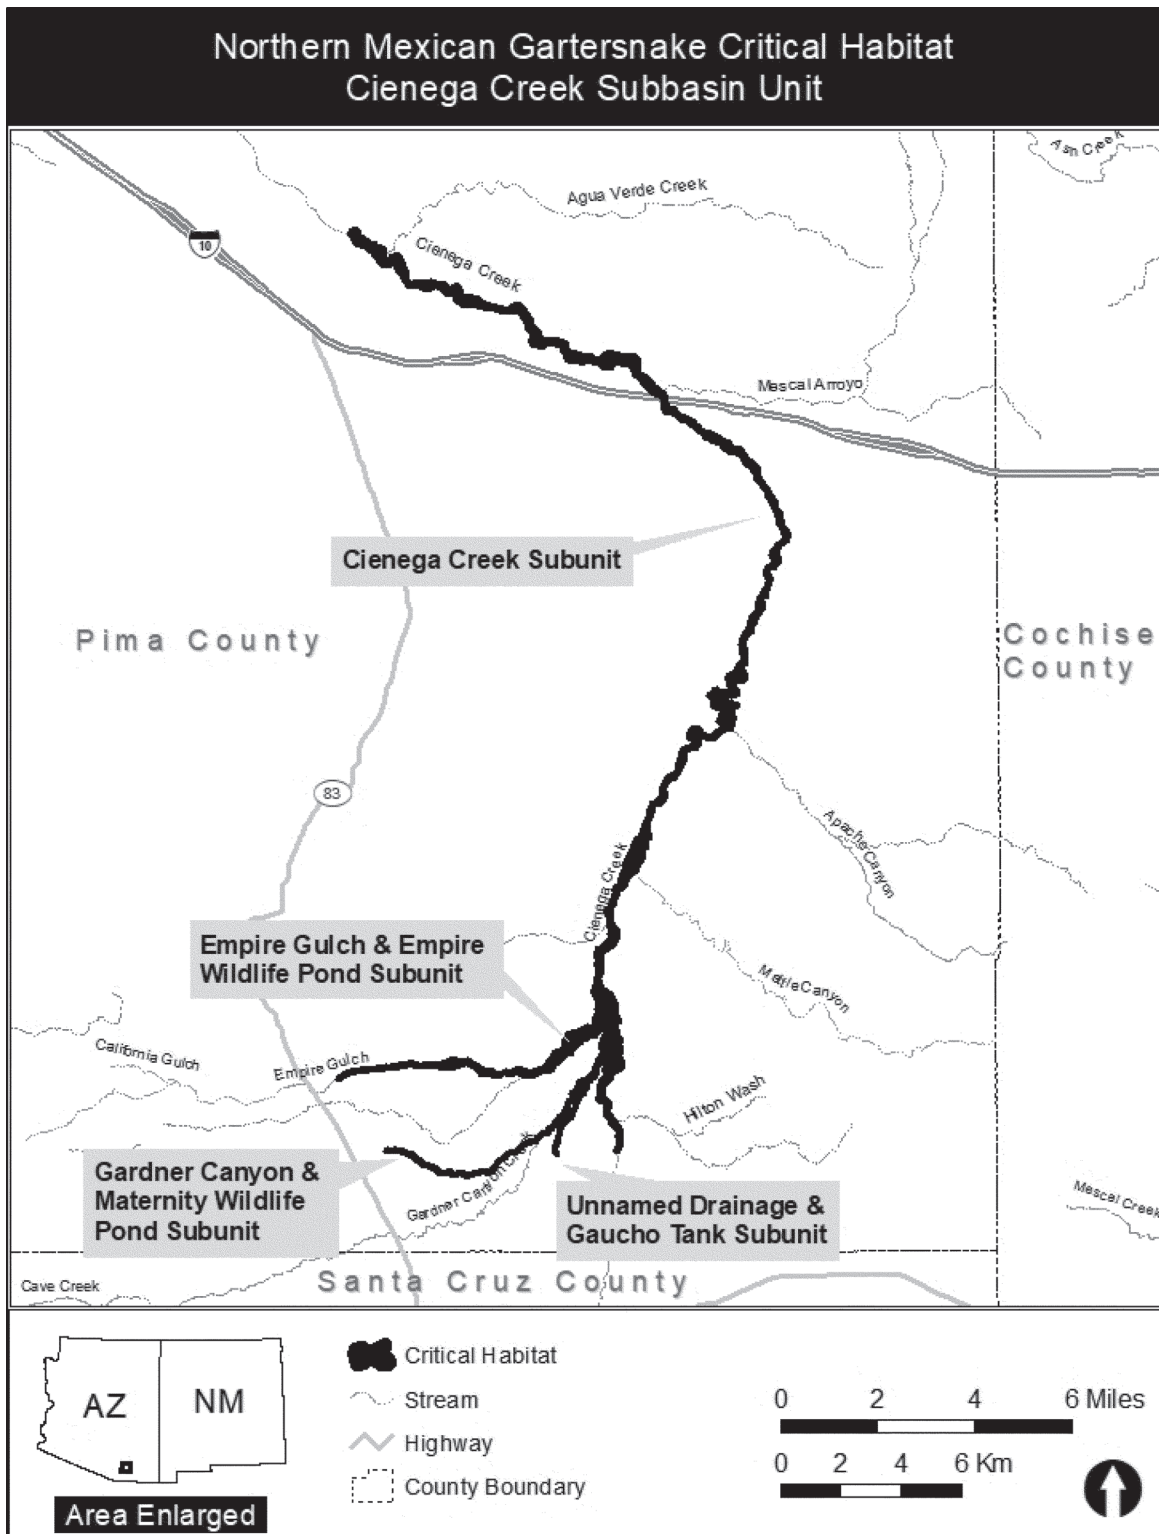 Northern Mexican Gartersnake Critical Habitat
Cienega Creek Subbasin Unit
Ash Creek
Agua Verde Creek
10
Cienega Creek
Mescal Arroyo
Cienega Creek Subunit
Pima County
Cochise
County
83
Apache Canyon
Cienega Creek
Empire Gulch & Empire
Wildlife Pond Subunit
Mattie Canyon
California Gulch
Empire Gulch
Hilton Wash
Gardner Canyon &
Maternity Wildlife
Pond Subunit
Gardner Canyon Creek
Unnamed Drainage &
Gaucho Tank Subunit
Mescal Creek
Cave Creek
Santa Cruz County
AZ
NM
Area Enlarged
Critical Habitat
Stream
Highway
County Boundary
0 2 4 6 Miles
0 2 4 6 Km